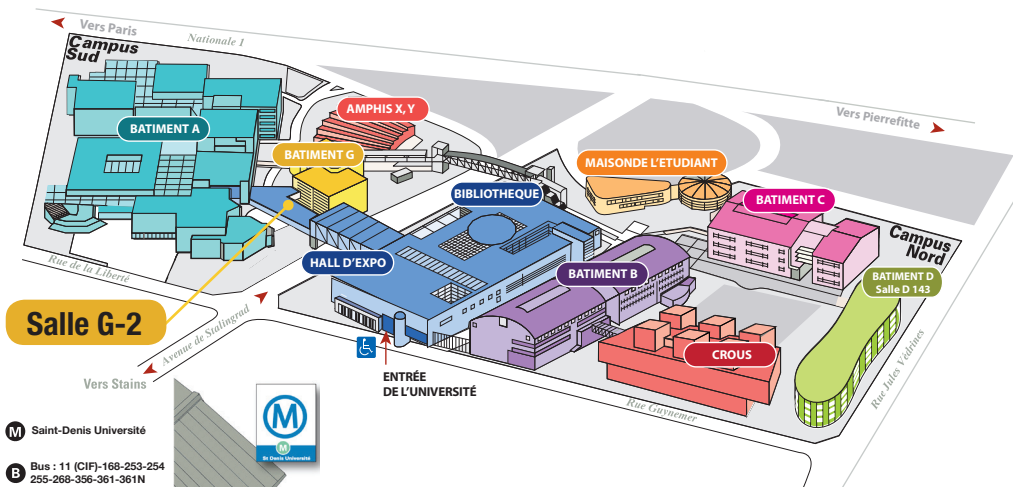 Vers Paris
Nationale 1
Campus
Sud
AMPHIS X, Y
Vers Pierrefitte
BATIMENT A
BATIMENT G
MAISONDE L'ETUDIANT
BIBLIOTHEQUE
BATIMENT C
Campus
Nord
Rue de la Liberté
HALL D'EXPO
BATIMENT B
BATIMENT D
Salle D 143
Salle G-2
Avenue de Stalingrad
CROUS
Rue Jules Védrines
ENTRÉE
DE L'UNIVERSITÉ
Vers Stains
Rue Guynemer
M
M
St Denis Université
M Saint-Denis Université
B Bus : 11 (CIF)-168-253-254
255-268-356-361-361N